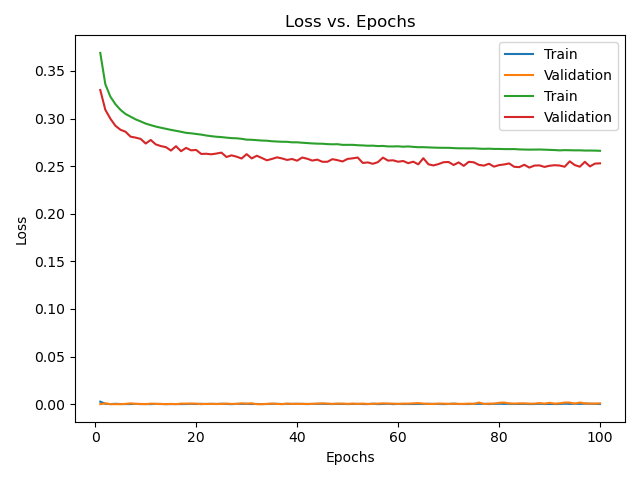 Loss vs. Epochs
Train
Validation
Train
Validation
Loss
0.35
0.30
0.25
0.20
0.15
0.10
0.05
0.00
0 20 40 60 80 100
Epochs